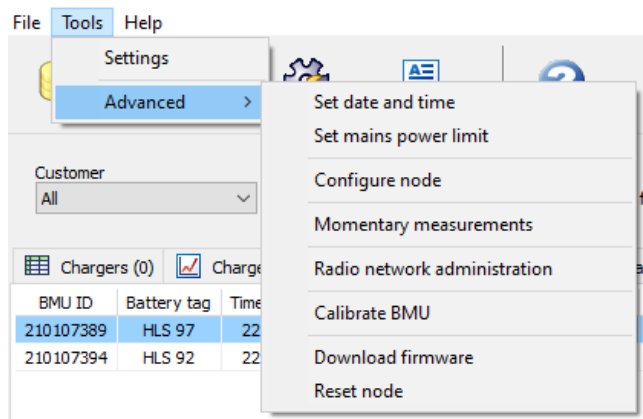 File Tools Help
Settings
Advanced >
Set date and time
Set mains power limit
Configure node
Momentary measurements
Radio network administration
Calibrate BMU
Download firmware
Reset node
Customer
All
Chargers (0)
BMU ID Battery tag
210107389 HLS 97 22
210107394 HLS 92 22